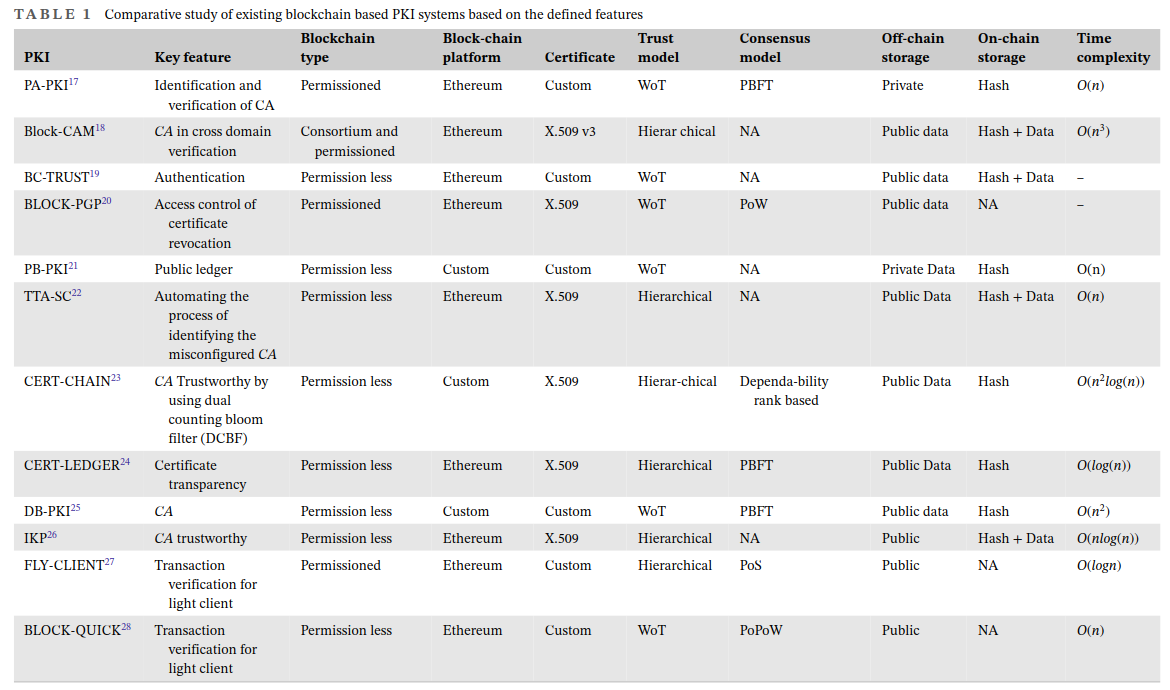 TABLE 1 Comparative study of existing blockchain based PKI systems based on the defined features
Blockchain Block-chain Trust Consensus Off-chain On-chain Time
PKI Key feature type platform Certificate model model storage storage complexity
PA-PKI17 Identification and Permissioned Ethereum Custom WoT PBFT Private Hash O(n)
verification of CA
Block-CAM18 CA in cross domain Consortium and Ethereum X.509 v3 Hierar chical NA Public data Hash + Data O(n3)
verification permissioned
BC-TRUST19 Authentication Permission less Ethereum Custom WoT NA Public data Hash + Data –
BLOCK-PGP20 Access control of Permissioned Ethereum X.509 WoT PoW Public data NA –
certificate
revocation
PB-PKI21 Public ledger Permission less Custom Custom WoT NA Private Data Hash O(n)
TTA-SC22 Automating the Permission less Ethereum X.509 Hierarchical NA Public Data Hash + Data O(n)
process of
identifying the
misconfigured CA
CERT-CHAIN23 CA Trustworthy by Permission less Custom X.509 Hierar-chical Dependa-bility Public Data Hash O(n2log(n))
using dual rank based
counting bloom
filter (DCBF)
CERT-LEDGER24 Certificate Permission less Ethereum X.509 Hierarchical PBFT Public Data Hash O(log(n))
transparency
DB-PKI25 CA Permission less Custom Custom WoT PBFT Public data Hash O(n2)
IKP26 CA trustworthy Permission less Ethereum X.509 Hierarchical NA Public Hash + Data O(nlog(n))
FLY-CLIENT27 Transaction Permissioned Ethereum Custom Hierarchical PoS Public NA O(logn)
verification for
light client
BLOCK-QUICK28 Transaction Permission less Ethereum Custom WoT PoPoW Public NA O(n)
verification for
light client